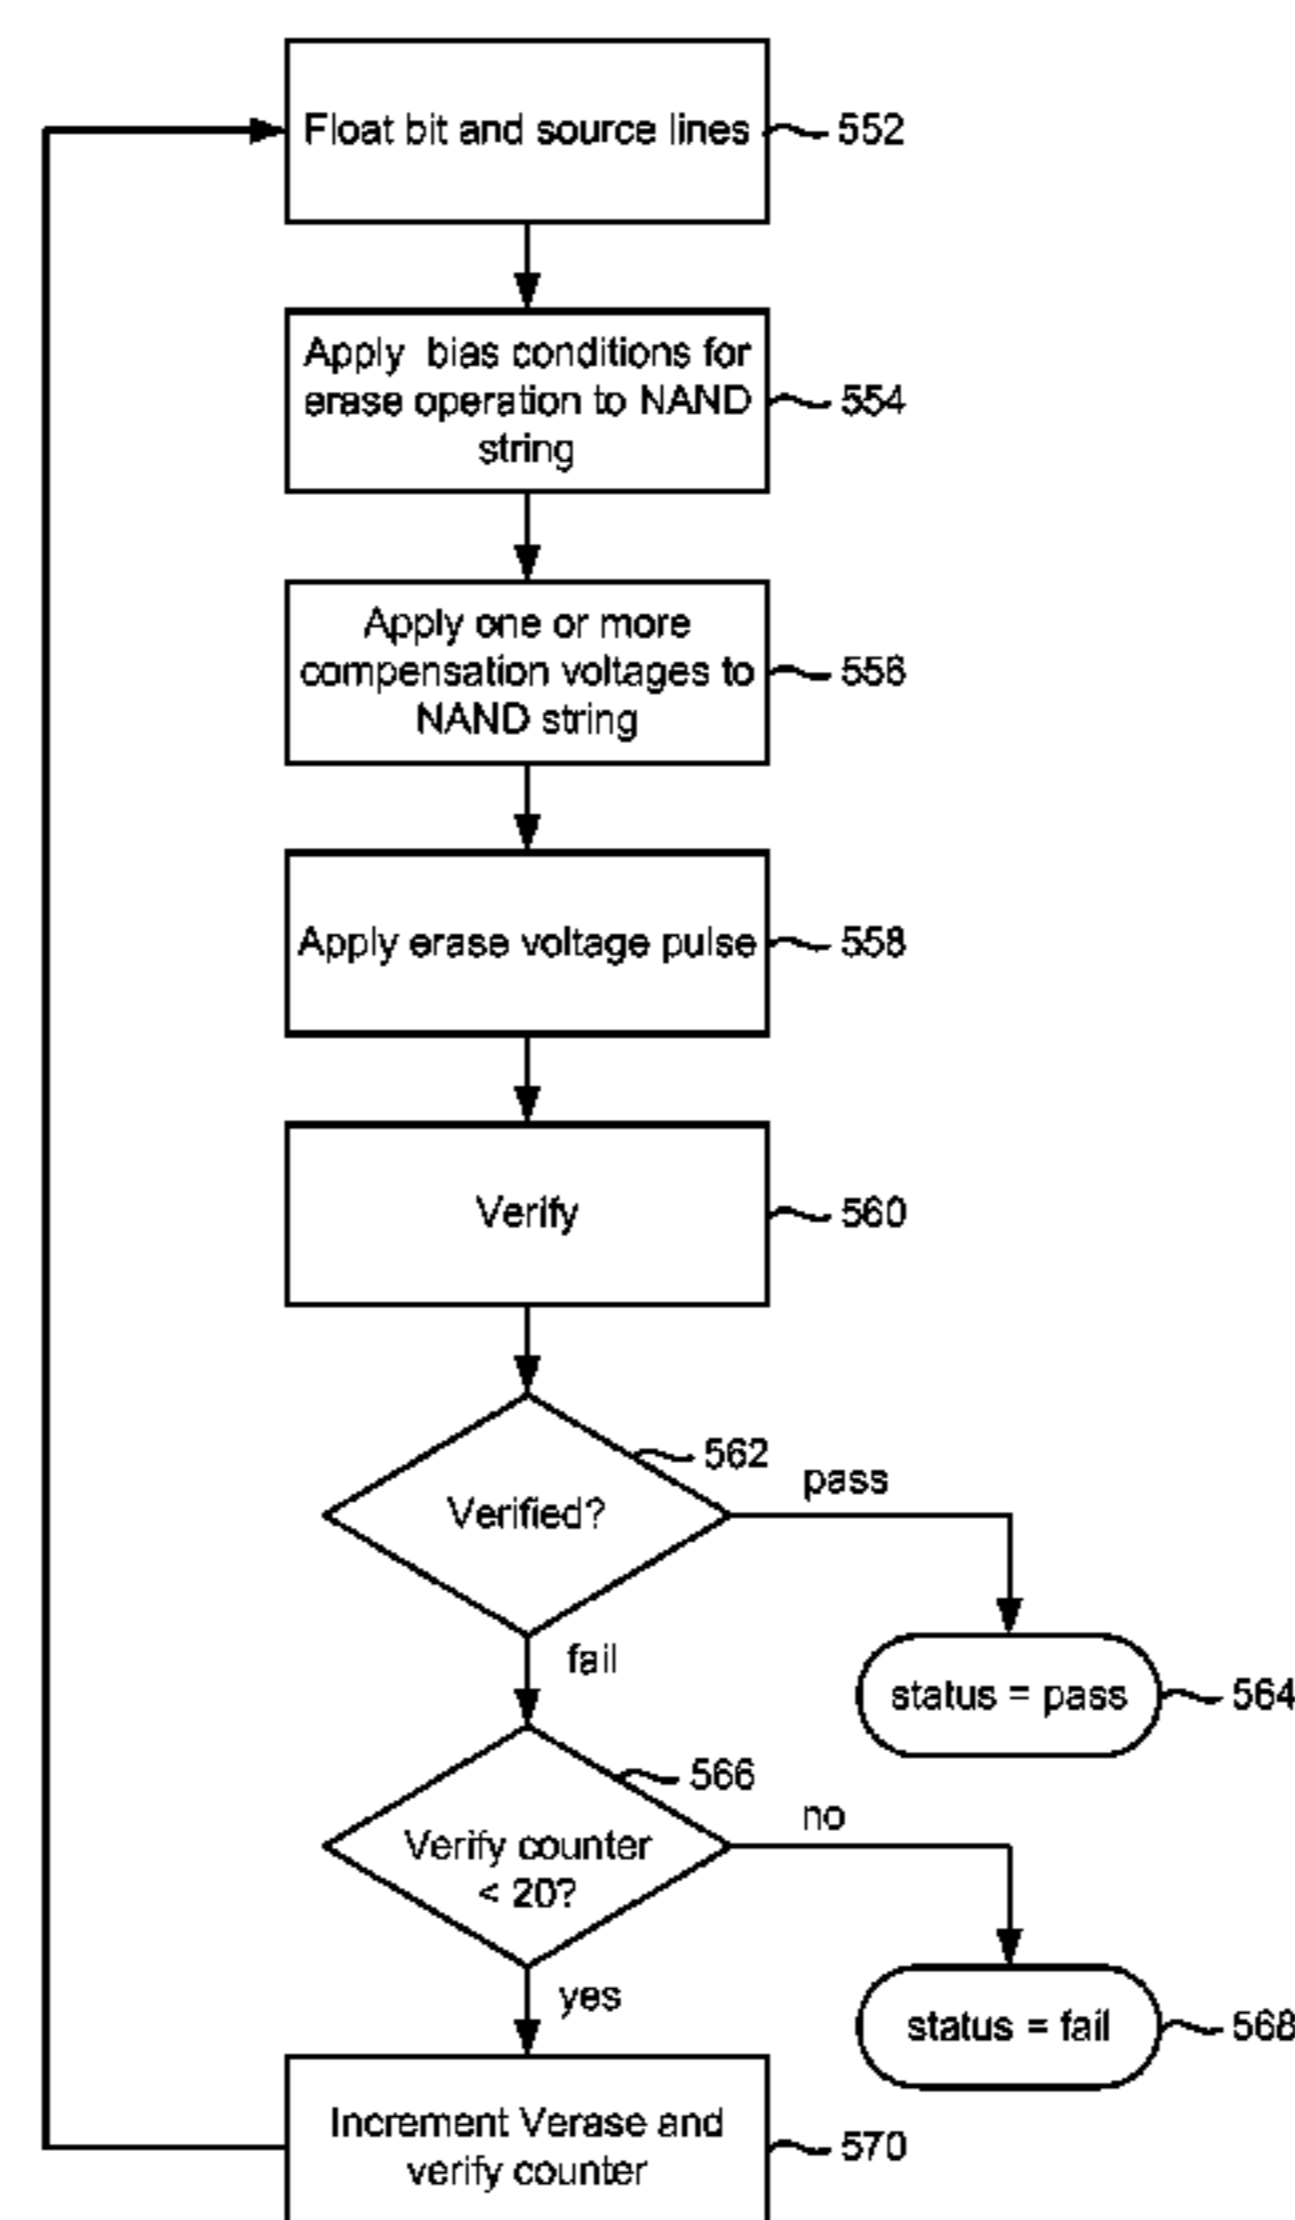 Float bit and source lines
552
Apply bias conditions for
erase operation to NAND
string
554
Apply one or more
compensation voltages to
NAND string
556
Apply erase voltage pulse
558
Verify
560
562
Verified?
pass
fail
status = pass
564
566
Verify counter
< 20?
no
yes
status = fail
568
Increment Verase and
verify counter
570